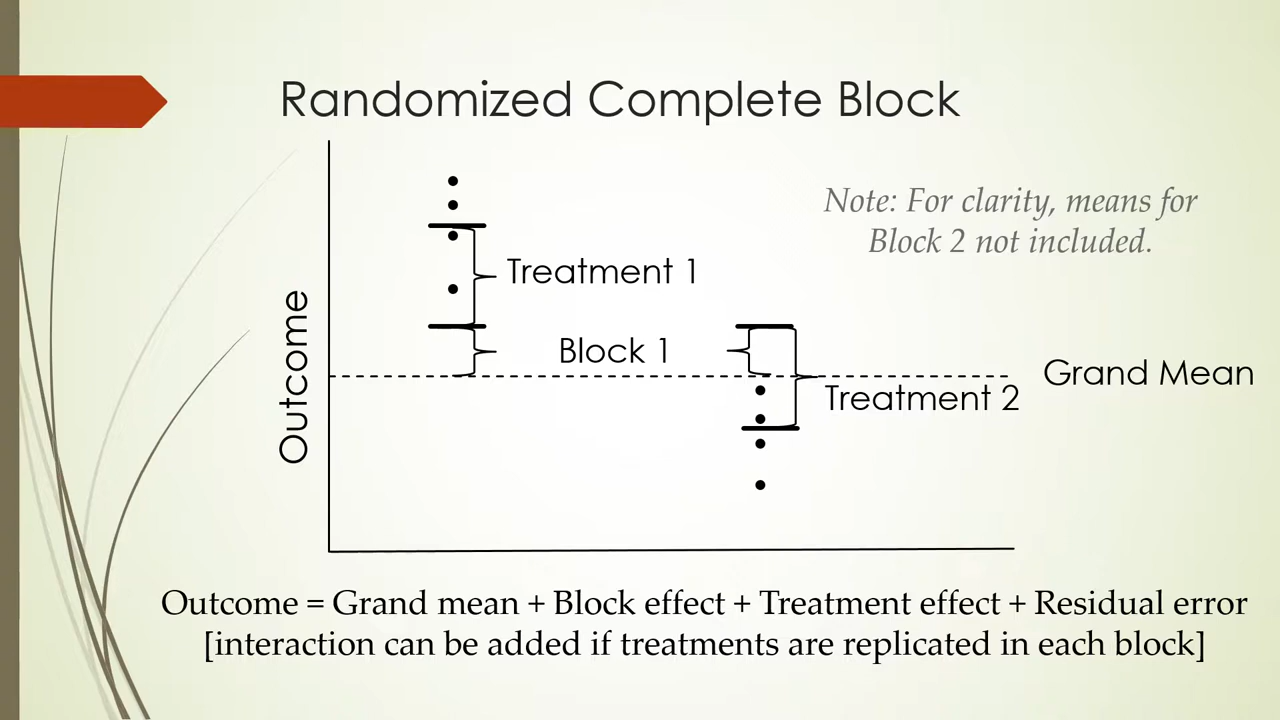 Randomized Complete Block
Note: For clarity, means for
Block 2 not included.
Treatment 1
Outcome
Block 1
Grand Mean
Treatment 2
Outcome = Grand mean + Block effect + Treatment effect + Residual error
[interaction can be added if treatments are replicated in each block]